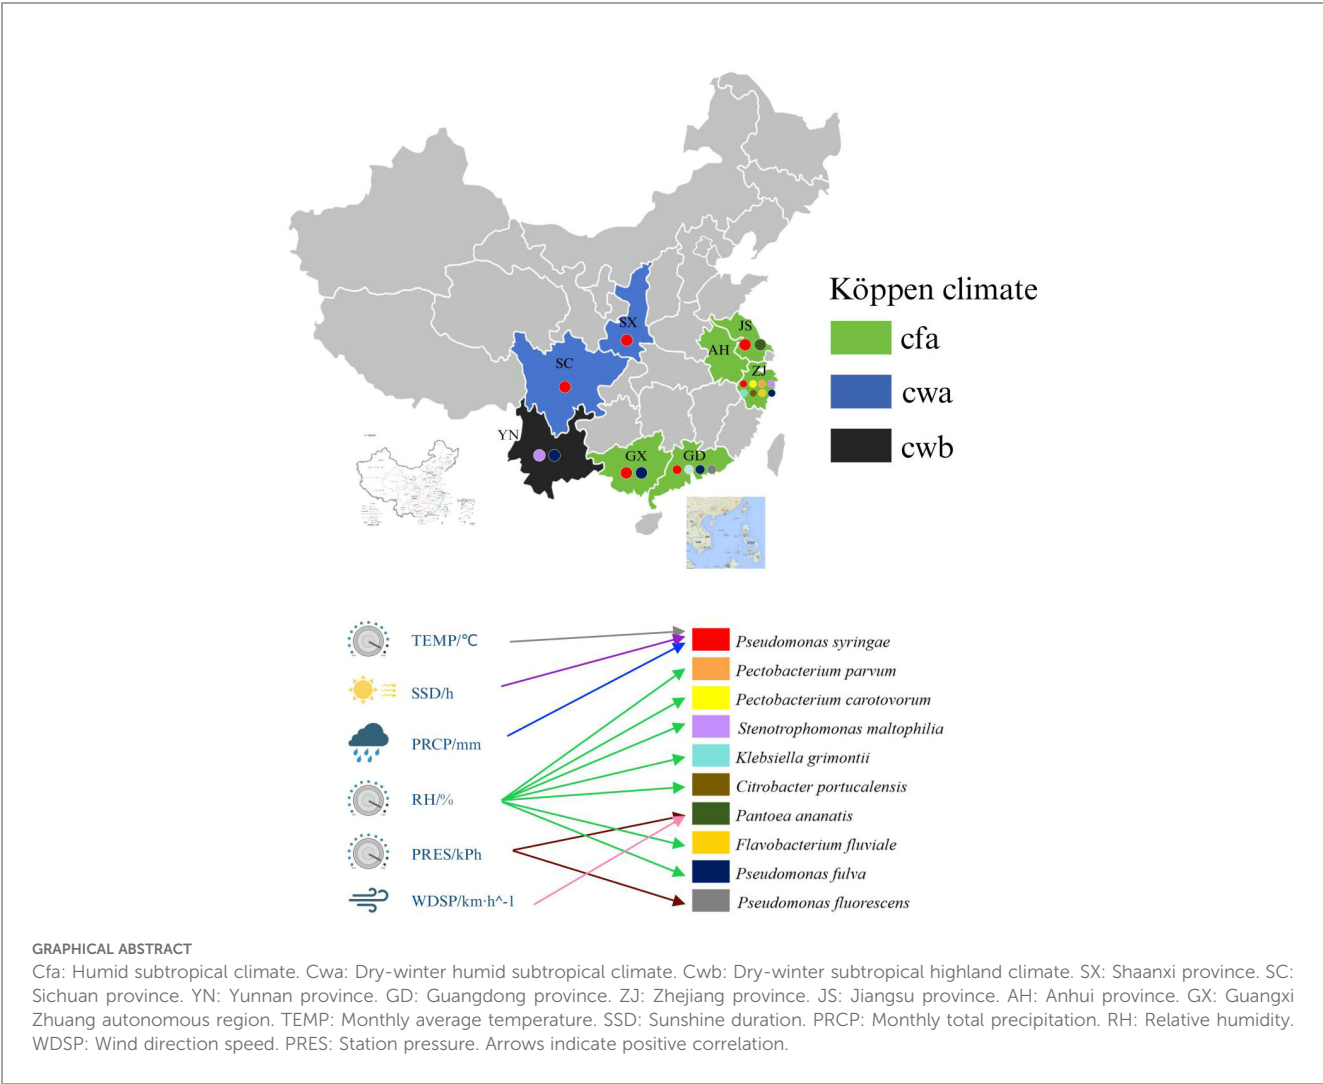 Köppen climate
cfa
cwa
cwb
SX
JS
AH
SC
ZJ
YN
GX
GD
TEMP/℃
SSD/h
PRCP/mm
RH/%
PRES/kPh
WDSP/km·h^-1
Pseudomonas syringae
Pectobacterium parvum
Pectobacterium carotovorum
Stenotrophomonas maltophilia
Klebsiella grimontii
Citrobacter portucalensis
Pantoea ananatis
Flavobacterium fluviale
Pseudomonas fulva
Pseudomonas fluorescens
GRAPHICAL ABSTRACT
Cfa: Humid subtropical climate. Cwa: Dry-winter humid subtropical climate. Cwb: Dry-winter subtropical highland climate. SX: Shaanxi province. SC:
Sichuan province. YN: Yunnan province. GD: Guangdong province. ZJ: Zhejiang province. JS: Jiangsu province. AH: Anhui province. GX: Guangxi
Zhuang autonomous region. TEMP: Monthly average temperature. SSD: Sunshine duration. PRCP: Monthly total precipitation. RH: Relative humidity.
WDSP: Wind direction speed. PRES: Station pressure. Arrows indicate positive correlation.